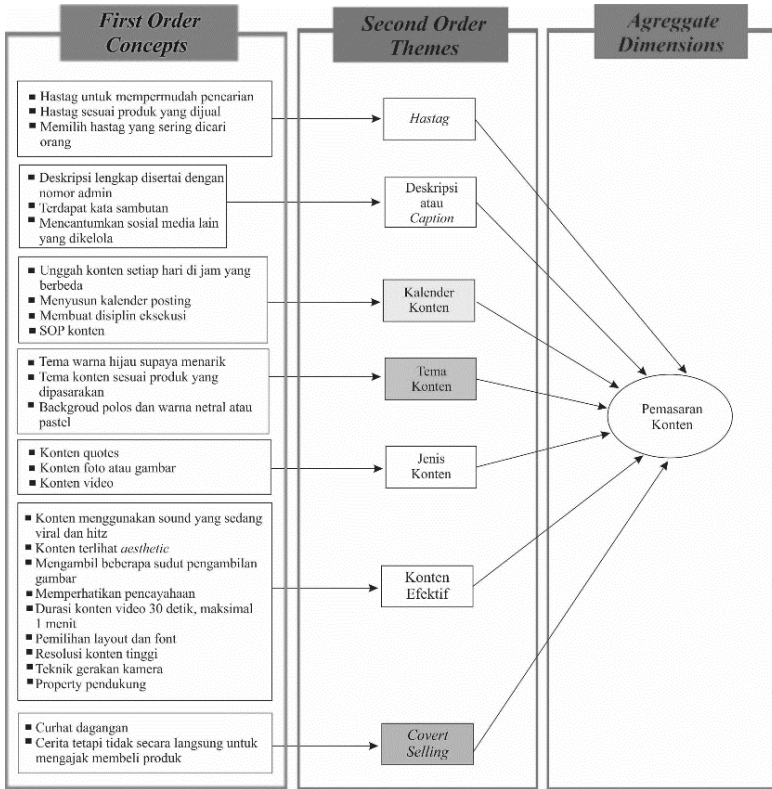 First Order
Concepts
Second Order
Themes
Agreggate
Dimensions
▪ Hastag untuk mempermudah pencarian
▪ Hastag sesuai produk yang dijual
▪ Memilih hastag yang sering dicari
orang
Hastag
▪ Deskripsi lengkap disertai dengan
nomor admin
▪ Terdapat kata sambutan
▪ Mencantumkan sosial media lain
yang dikelola
Deskripsi
atau
Caption
▪ Unggah konten setiap hari di jam yang
berbeda
▪ Menyusun kalender posting
▪ Membuat disiplin eksekusi
▪ SOP konten
Kalender
Konten
▪ Tema warna hijau supaya menarik
▪ Tema konten sesuai produk yang
dipasarakan
▪ Backgroud polos dan warna netral atau
pastel
Tema
Konten
Pemasaran
Konten
▪ Konten quotes
▪ Konten foto atau gambar
▪ Konten video
Jenis
Konten
▪ Konten menggunakan sound yang sedang
viral dan hitz
▪ Konten terlihat aesthetic
▪ Mengambil beberapa sudut pengambilan
gambar
▪ Memperhatikan pencayahaan
▪ Durasi konten video 30 detik, maksimal
1 menit
▪ Pemilihan layout dan font
▪ Resolusi konten tinggi
▪ Teknik gerakan kamera
▪ Property pendukung
Konten
Efektif
▪ Curhat dagangan
▪ Cerita tetapi tidak secara langsung untuk
mengajak membeli produk
Covert
Selling